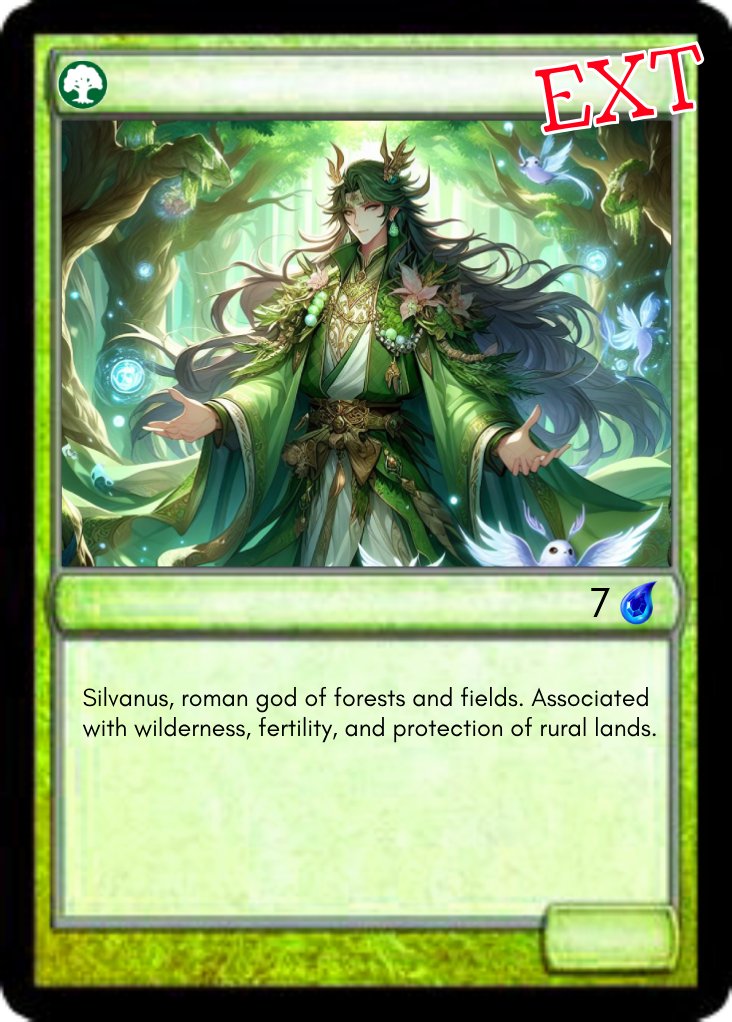 EXT
7
Silvanus, roman god of forests and fields. Associated
with wilderness, fertility, and protection of rural lands.